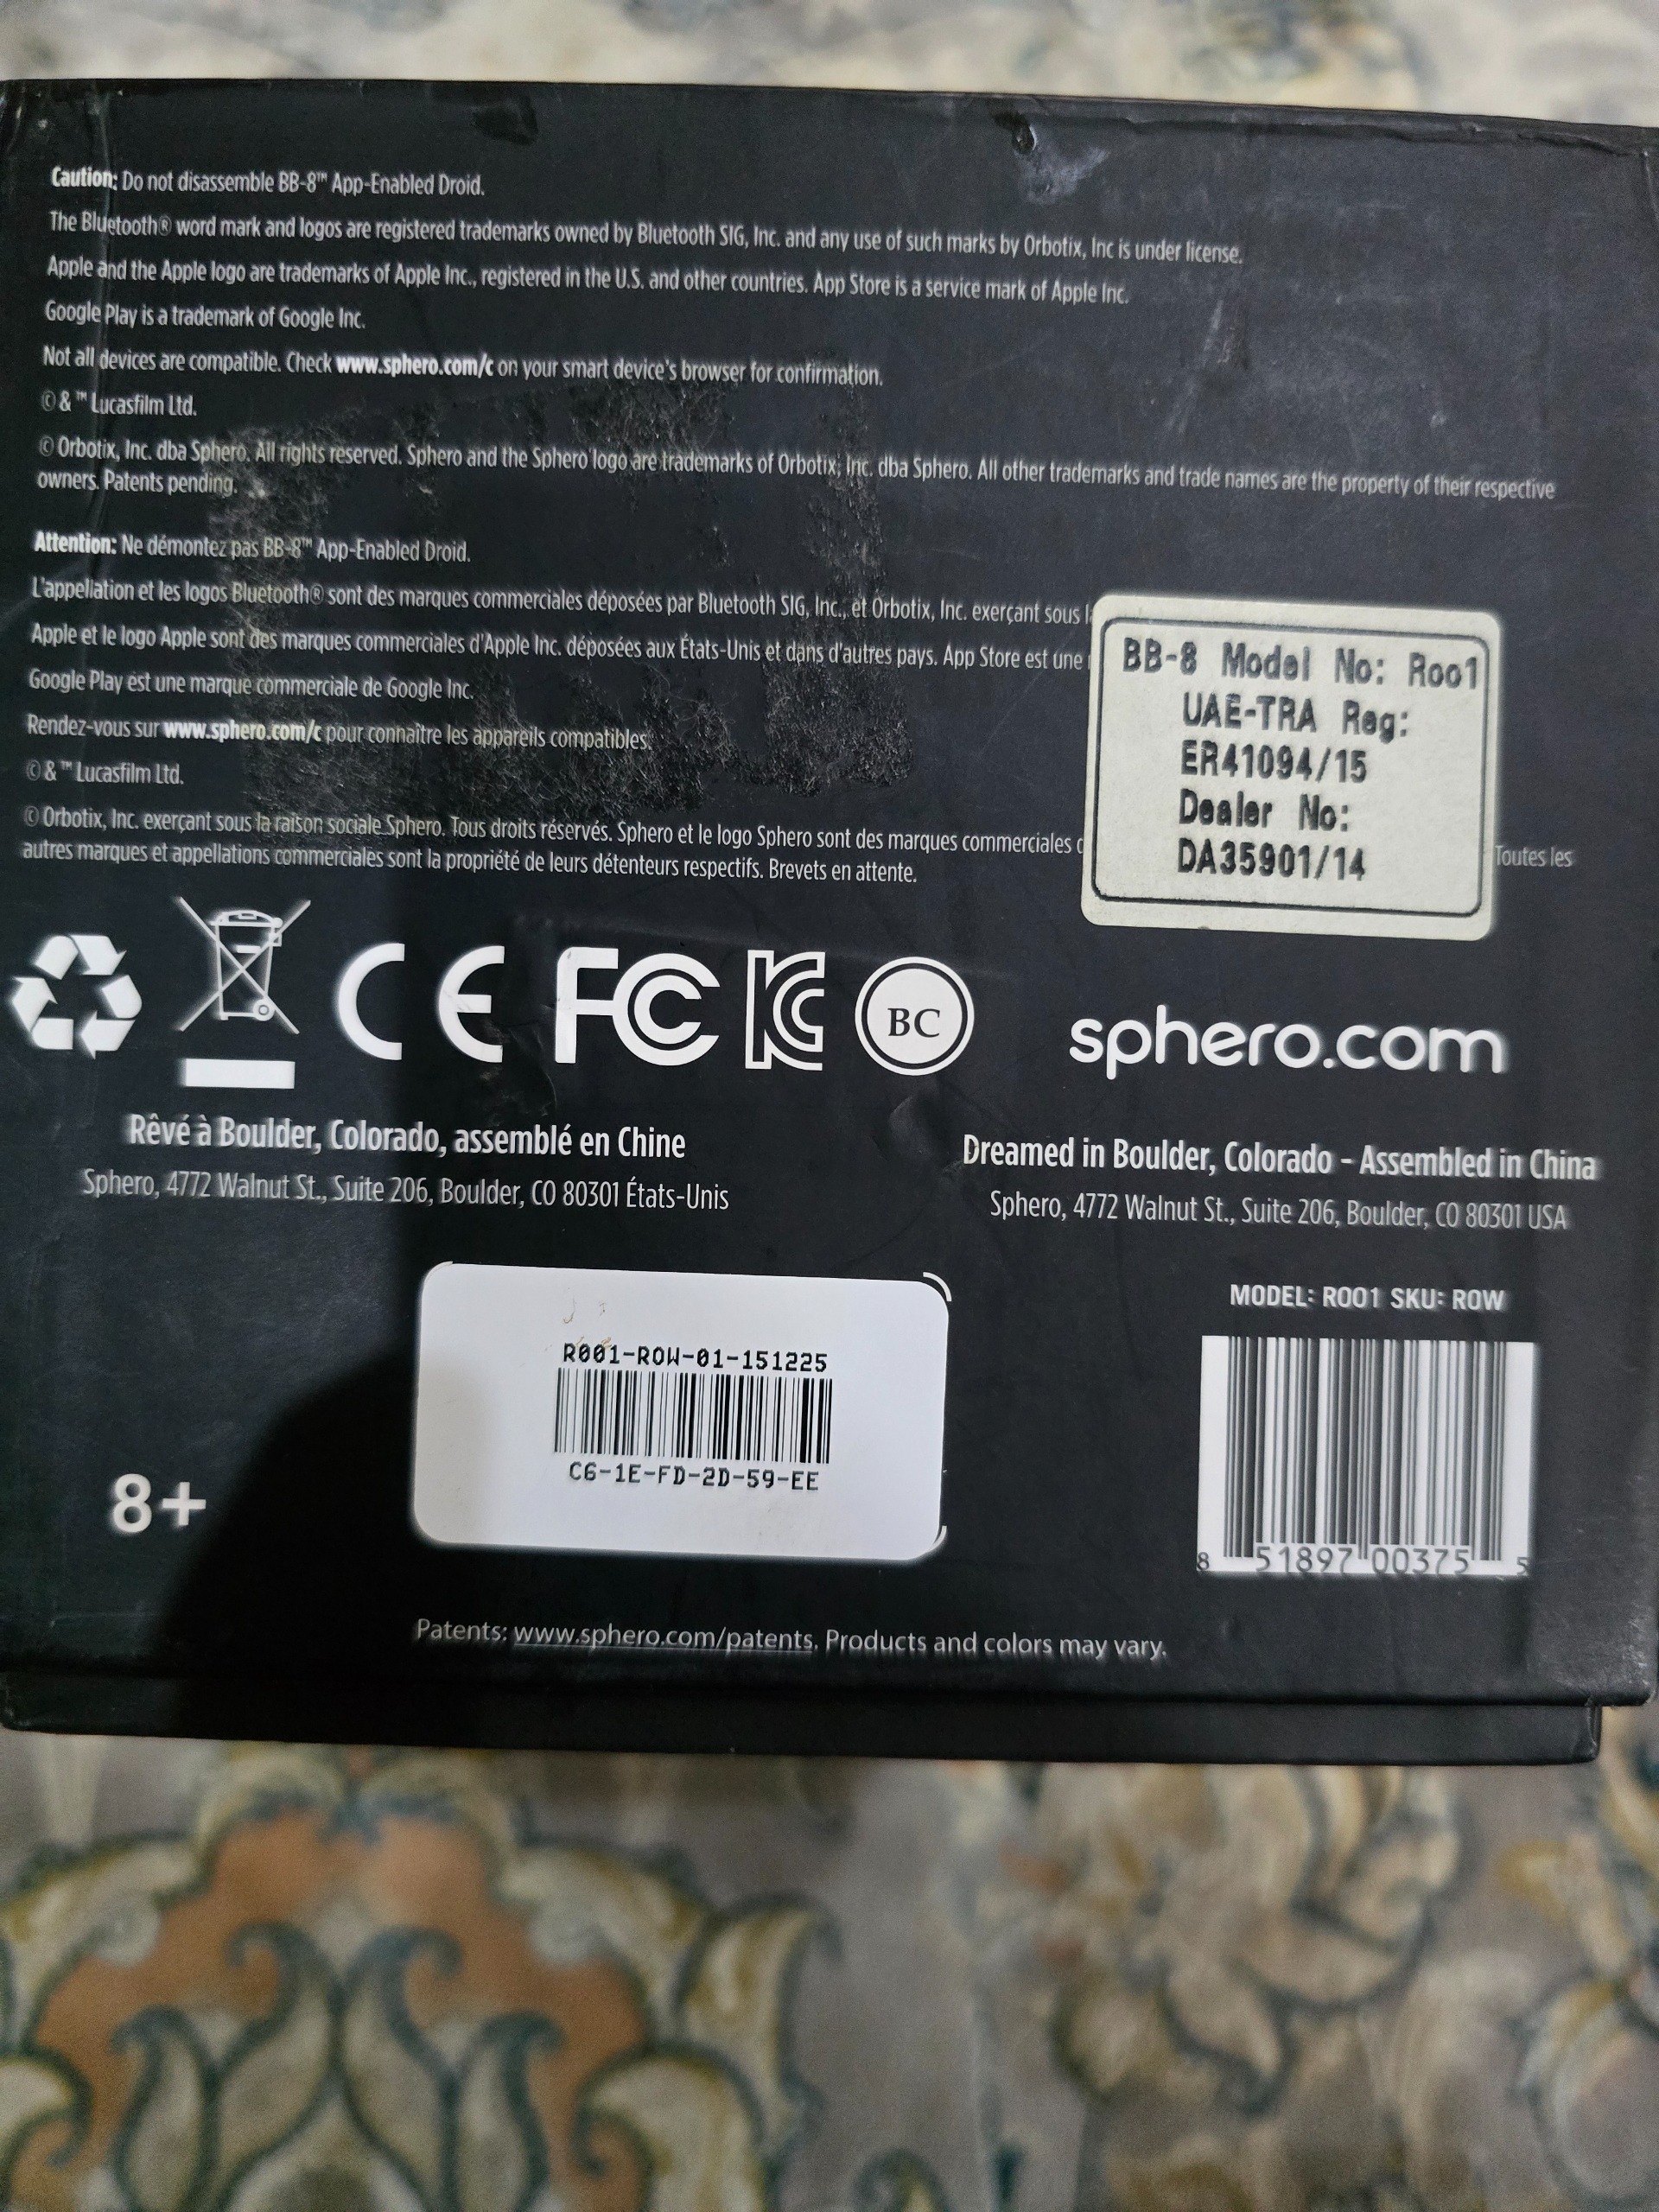 Caution: Do not disassemble BB-8™ App-Enabled Droid.
The Bluetooth® word mark and logos are registered trademarks owned by Bluetooth SIG, Inc. and any use of such marks by Orbotix, Inc is under license.
Apple and the Apple logo are trademarks of Apple Inc., registered in the U.S. and other countries. App Store is a service mark of Apple Inc.
Google Play is a trademark of Google Inc.
Not all devices are compatible. Check www.sphero.com/c on your smart device's browser for confirmation.
© & ™ Lucasfilm Ltd.
© Orbotix, Inc. dba Sphero. All rights reserved. Sphero and the Sphero logo are trademarks of Orbotix, Inc. dba Sphero. All other trademarks and trade names are the property of their respective
owners. Patents pending.
Attention: Ne démontez pas BB-8™ App-Enabled Droid.
L'appellation et les logos Bluetooth® sont des marques commerciales déposées par Bluetooth SIG, Inc., et Orbotix, Inc. exerçant sous
Apple et le logo Apple sont des marques commerciales d'Apple Inc. déposées aux États-Unis et dans d'autres pays. App Store est une
Google Play est une marque commerciale de Google Inc.
Rendez-vous sur www.sphero.com/c pour connaître les appareils compatibles.
© & ™ Lucasfilm Ltd.
© Orbotix, Inc. exerçant sous la raison sociale Sphero. Tous droits réservés. Sphero et le logo Sphero sont des marques commerciales Toutes les
autres marques et appellations commerciales sont la propriété de leurs détenteurs respectifs. Brevets en attente.
BB-8 Model No: Roo1
UAE-TRA Reg:
ER41094/15
Dealer No:
DA35901/14
CE FC KC BC
sphero.com
Rêvé à Boulder, Colorado, assemblé en Chine
Sphero, 4772 Walnut St., Suite 206, Boulder, CO 80301 États-Unis
Dreamed in Boulder, Colorado – Assembled in China
Sphero, 4772 Walnut St., Suite 206, Boulder, CO 80301 USA
R001-ROW-01-151225
C6-1E-FD-2D-59-EE
MODEL: R001 SKU: ROW
8 51897 00375 5
8+
Patents: www.sphero.com/patents. Products and colors may vary.